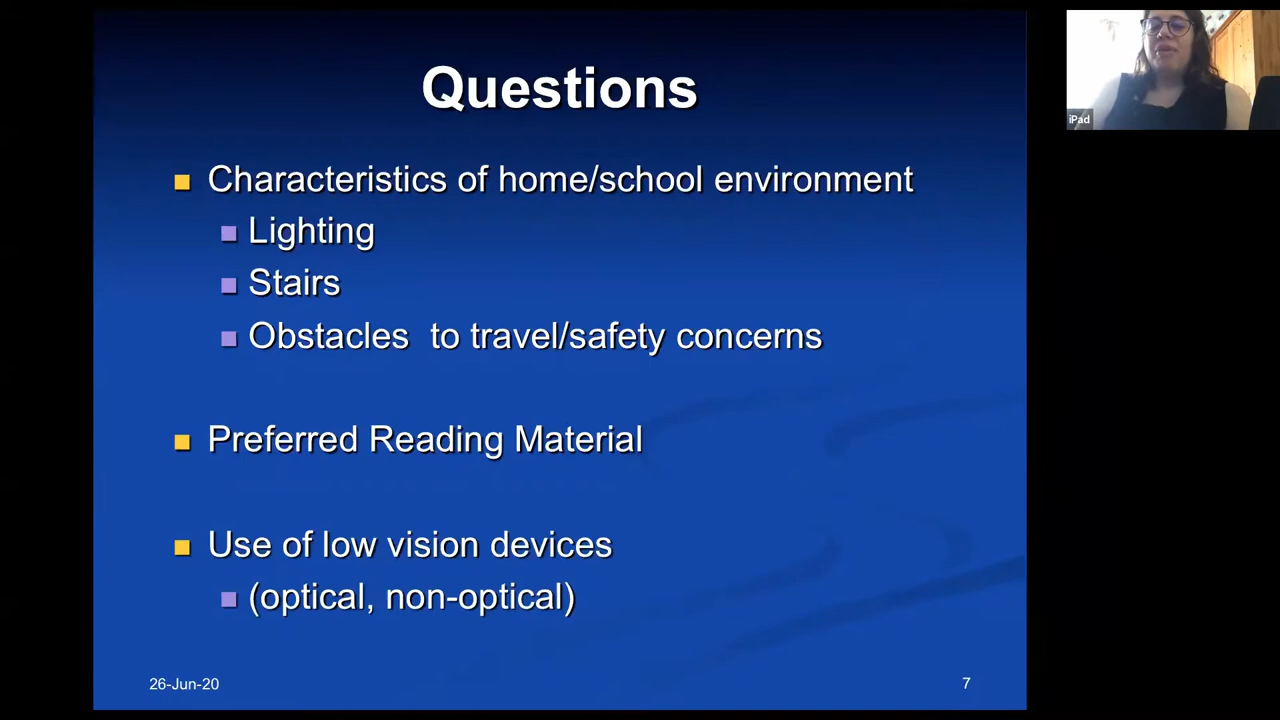 Questions
Characteristics of home/school environment
Lighting
Stairs
Obstacles  to travel/safety concerns
Preferred Reading Material
Use of low vision devices
(optical, non-optical)
26-Jun-20
7
iPad